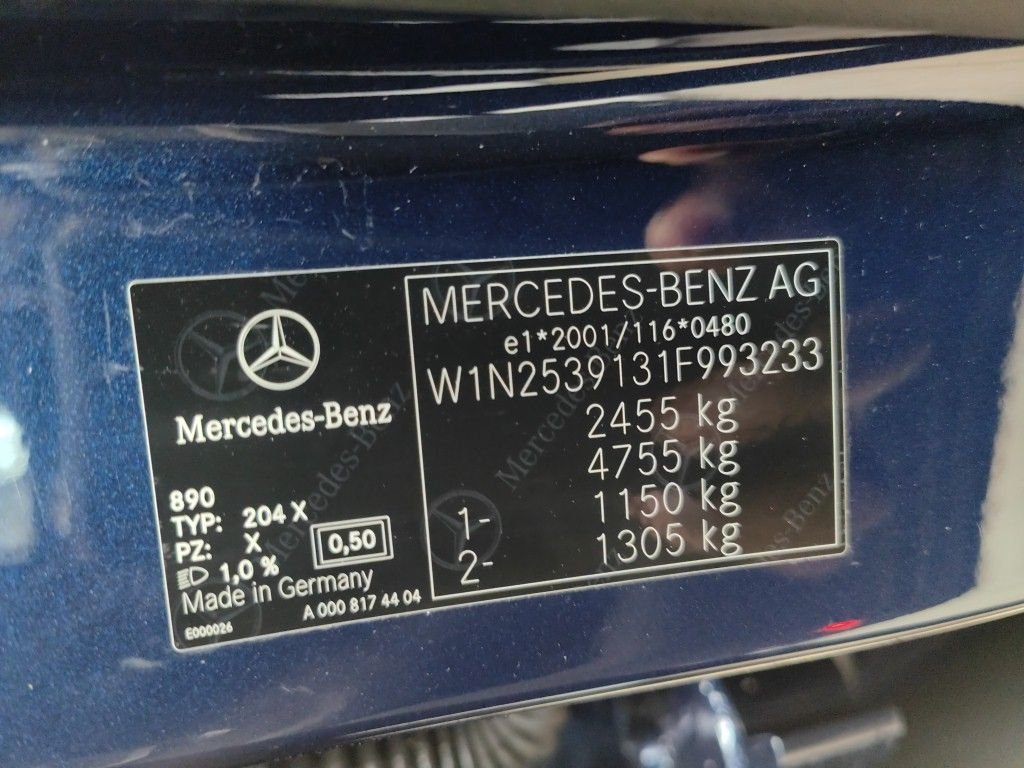 Mercedes-Benz
890
TYP: 204 X
PZ: X
1,0 %
0,50
Made in Germany
E000026
A 000 817 44 04
MERCEDES-BENZ AG
e1*2001/116*0480
W1N2539131F993233
2455 kg
4755 kg
1- 1150 kg
2- 1305 kg